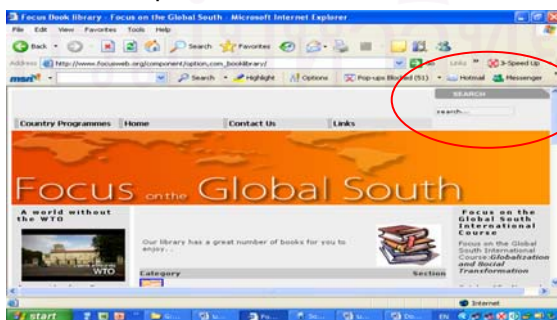 Focus Book library - Focus on the Global South - Microsoft Internet Explorer
File Edit View Favorites Tools Help
Back Search Favorites
Address http://www.focusweb.org/component/option,com_booklibrary/ Links 3-Speed Up
msn Search Highlight Options Pop-ups Blocked (51) Hotmail Messenger
SEARCH
search...
Country Programmes Home Contact Us Links
Focus on the Global South
A world without the WTO
WTO
Our library has a great number of books for you to enjoy..
Category Section
Focus on the Global South International Course
Focus on the Global South International Course:Globalization and Social Transformation
Internet
start
EN